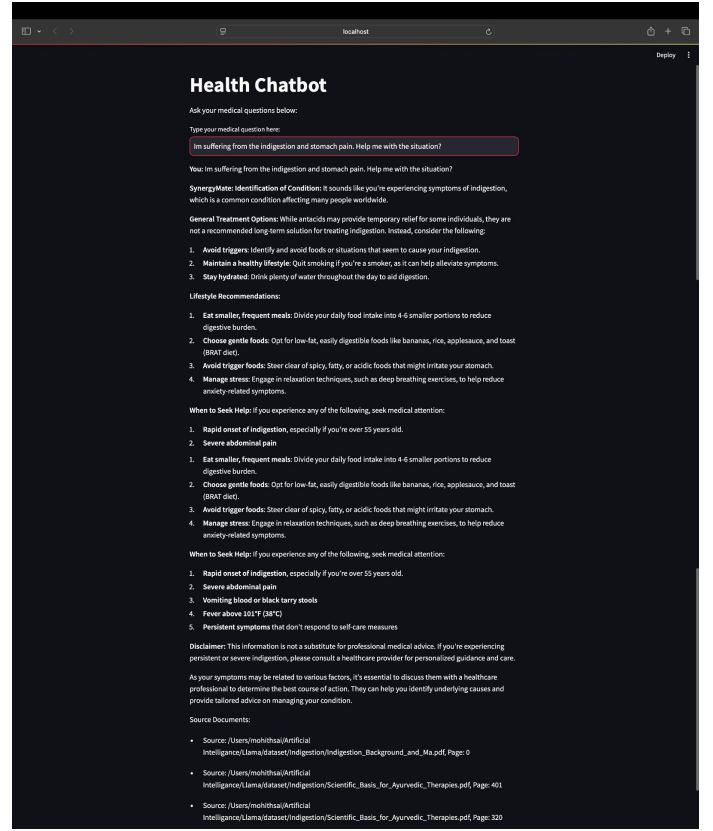 localhost
Deploy
Health Chatbot
Ask your medical questions below:
Type your medical question here:
Im suffering from the indigestion and stomach pain. Help me with the situation?
You: Im suffering from the indigestion and stomach pain. Help me with the situation?
SynergyMate: Identification of Condition: It sounds like you're experiencing symptoms of indigestion,
which is a common condition affecting many people worldwide.
General Treatment Options: While antacids may provide temporary relief for some individuals, they are
not a recommended long-term solution for treating indigestion. Instead, consider the following:
1. Avoid triggers: Identify and avoid foods or situations that seem to cause your indigestion.
2. Maintain a healthy lifestyle: Quit smoking if you're a smoker, as it can help alleviate symptoms.
3. Stay hydrated: Drink plenty of water throughout the day to aid digestion.
Lifestyle Recommendations:
1. Eat smaller, frequent meals: Divide your daily food intake into 4-6 smaller portions to reduce
digestive burden.
2. Choose gentle foods: Opt for low-fat, easily digestible foods like bananas, rice, applesauce, and toast
(BRAT diet).
3. Avoid trigger foods: Steer clear of spicy, fatty, or acidic foods that might irritate your stomach.
4. Manage stress: Engage in relaxation techniques, such as deep breathing exercises, to help reduce
anxiety-related symptoms.
When to Seek Help: If you experience any of the following, seek medical attention:
1. Rapid onset of indigestion, especially if you're over 55 years old.
2. Severe abdominal pain
1. Eat smaller, frequent meals: Divide your daily food intake into 4-6 smaller portions to reduce
digestive burden.
2. Choose gentle foods: Opt for low-fat, easily digestible foods like bananas, rice, applesauce, and toast
(BRAT diet).
3. Avoid trigger foods: Steer clear of spicy, fatty, or acidic foods that might irritate your stomach.
4. Manage stress: Engage in relaxation techniques, such as deep breathing exercises, to help reduce
anxiety-related symptoms.
When to Seek Help: If you experience any of the following, seek medical attention:
1. Rapid onset of indigestion, especially if you're over 55 years old.
2. Severe abdominal pain
3. Vomiting blood or black tarry stools
4. Fever above 101°F (38°C)
5. Persistent symptoms that don't respond to self-care measures
Disclaimer: This information is not a substitute for professional medical advice. If you're experiencing
persistent or severe indigestion, please consult a healthcare provider for personalized guidance and care.
As your symptoms may be related to various factors, it's essential to discuss them with a healthcare
professional to determine the best course of action. They can help you identify underlying causes and
provide tailored advice on managing your condition.
Source Documents:
• Source: /Users/mohithsai/Artificial
Intelligance/Llama/dataset/Indigestion/Indigestion_Background_and_Ma.pdf, Page: 0
• Source: /Users/mohithsai/Artificial
Intelligance/Llama/dataset/Indigestion/Scientific_Basis_for_Ayurvedic_Therapies.pdf, Page: 401
• Source: /Users/mohithsai/Artificial
Intelligance/Llama/dataset/Indigestion/Scientific_Basis_for_Ayurvedic_Therapies.pdf, Page: 320